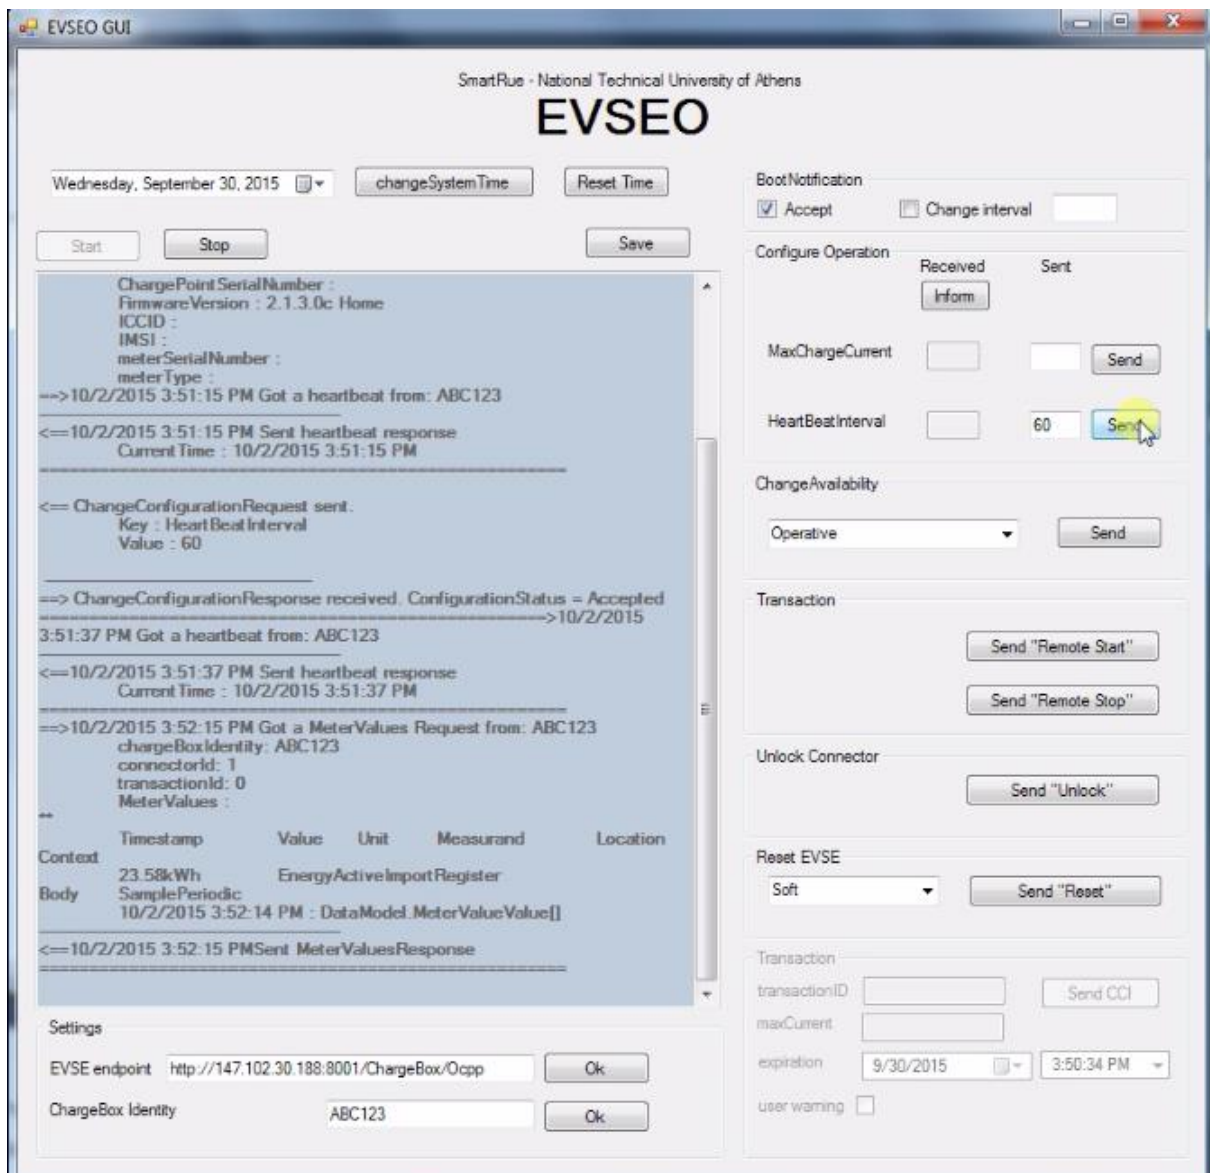 EVSEO GUI
SmartRue - National Technical University of Athens
EVSEO
Wednesday, September 30, 2015
changeSystemTime
Reset Time
Start
Stop
Save
ChargePointSerialNumber :
FirmwareVersion : 2.1.3.0c Home
ICCID :
IMSI :
meterSerialNumber :
meterType :
==>10/2/2015 3:51:15 PM Got a heartbeat from: ABC123
<==10/2/2015 3:51:15 PM Sent heartbeat response
CurrentTime : 10/2/2015 3:51:15 PM
<== ChangeConfigurationRequest sent.
Key : HeartBeatInterval
Value : 60
==> ChangeConfigurationResponse received. ConfigurationStatus = Accepted
=>10/2/2015
3:51:37 PM Got a heartbeat from: ABC123
<==10/2/2015 3:51:37 PM Sent heartbeat response
CurrentTime : 10/2/2015 3:51:37 PM
==>10/2/2015 3:52:15 PM Got a MeterValues Request from: ABC123
chargeBoxIdentity: ABC123
connectorId: 1
transactionId: 0
MeterValues :
--
Timestamp Value Unit Measurand Location
Context
23.58kWh EnergyActiveImportRegister
Body SamplePeriodic
10/2/2015 3:52:14 PM : DataModel.MeterValueValue[]
<==10/2/2015 3:52:15 PMSent MeterValuesResponse
Settings
EVSE endpoint http://147.102.30.188:8001/ChargeBox/Ocpp Ok
ChargeBox Identity ABC123 Ok
BootNotification
Accept Change interval
Configure Operation
Received Sent
Inform
MaxChargeCurrent Send
HeartBeatInterval 60 Send
ChangeAvailability
Operative Send
Transaction
Send "Remote Start"
Send "Remote Stop"
Unlock Connector
Send "Unlock"
Reset EVSE
Soft Send "Reset"
Transaction
transactionID Send CCl
maxCurrent
expiration 9/30/2015 3:50:34 PM
user warning